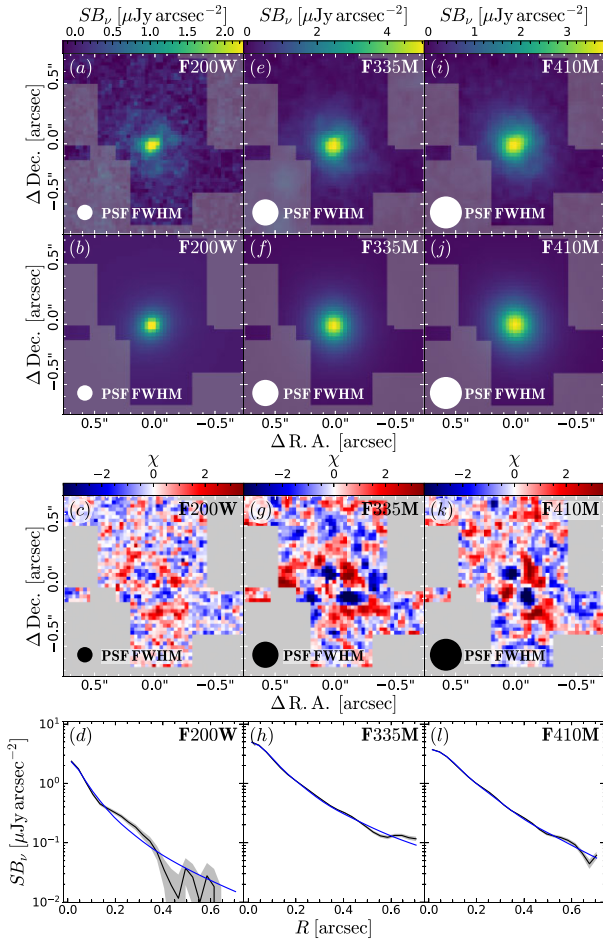 SBν [μJy arcsec⁻²] SBν [μJy arcsec⁻²] SBν [μJy arcsec⁻²]
0.0 0.5 1.0 1.5 2.0 0 2 4 0 1 2 3
(a) F200W (e) F335M (i) F410M
Δ Dec. [arcsec]
0.5" 0.0" −0.5"
PSF FWHM PSF FWHM PSF FWHM
(b) F200W (f) F335M (j) F410M
Δ Dec. [arcsec]
0.5" 0.0" −0.5"
PSF FWHM PSF FWHM PSF FWHM
0.5" 0.0" −0.5" 0.5" 0.0" −0.5" 0.5" 0.0" −0.5"
Δ R. A. [arcsec]
χ χ χ
−2 0 2 −2 0 2 −2 0 2
(c) F200W (g) F335M (k) F410M
Δ Dec. [arcsec]
0.5" 0.0" −0.5"
PSF FWHM PSF FWHM PSF FWHM
0.5" 0.0" −0.5" 0.5" 0.0" −0.5" 0.5" 0.0" −0.5"
Δ R. A. [arcsec]
(d) F200W (h) F335M (l) F410M
SBν [μJy arcsec⁻²]
10¹ 10⁰ 10⁻¹ 10⁻²
0.0 0.2 0.4 0.6 0.0 0.2 0.4 0.6 0.0 0.2 0.4 0.6
R [arcsec]